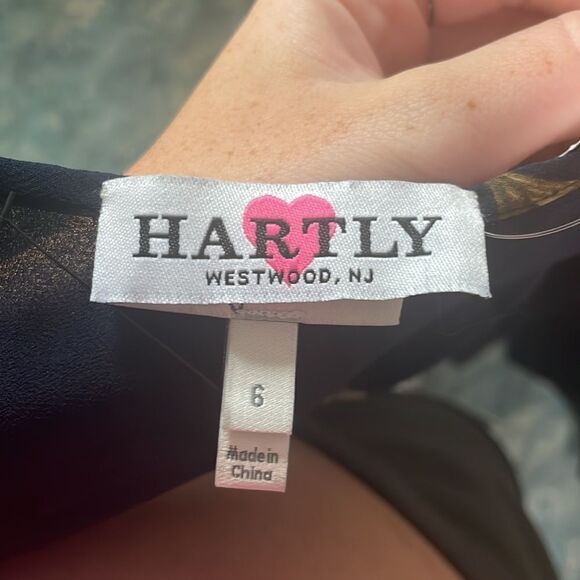 HARTLY
WESTWOOD, NJ
6
Made in
China